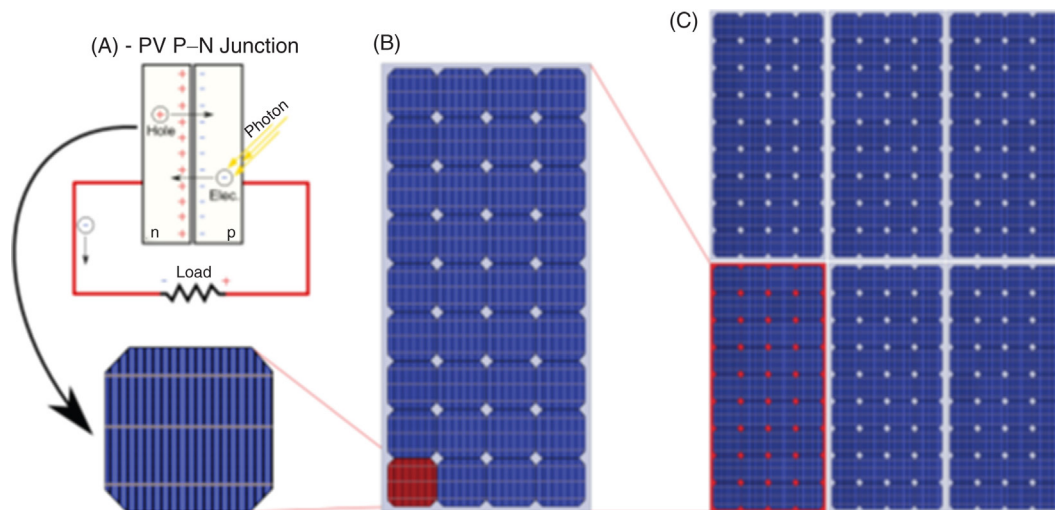 (A) - PV P–N Junction
(B)
(C)
Hole
Photon
Elec.
n
p
Load